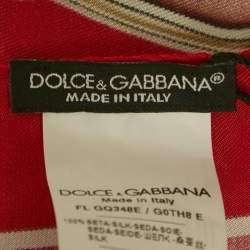 DOLCE & GABBANA®
MADE IN ITALY
DOLCE & GABBANA
MADE IN ITALY
FL GQ348E / G0TH8 E
100% SETA-SILK-SEDA-SOIE-
SILK